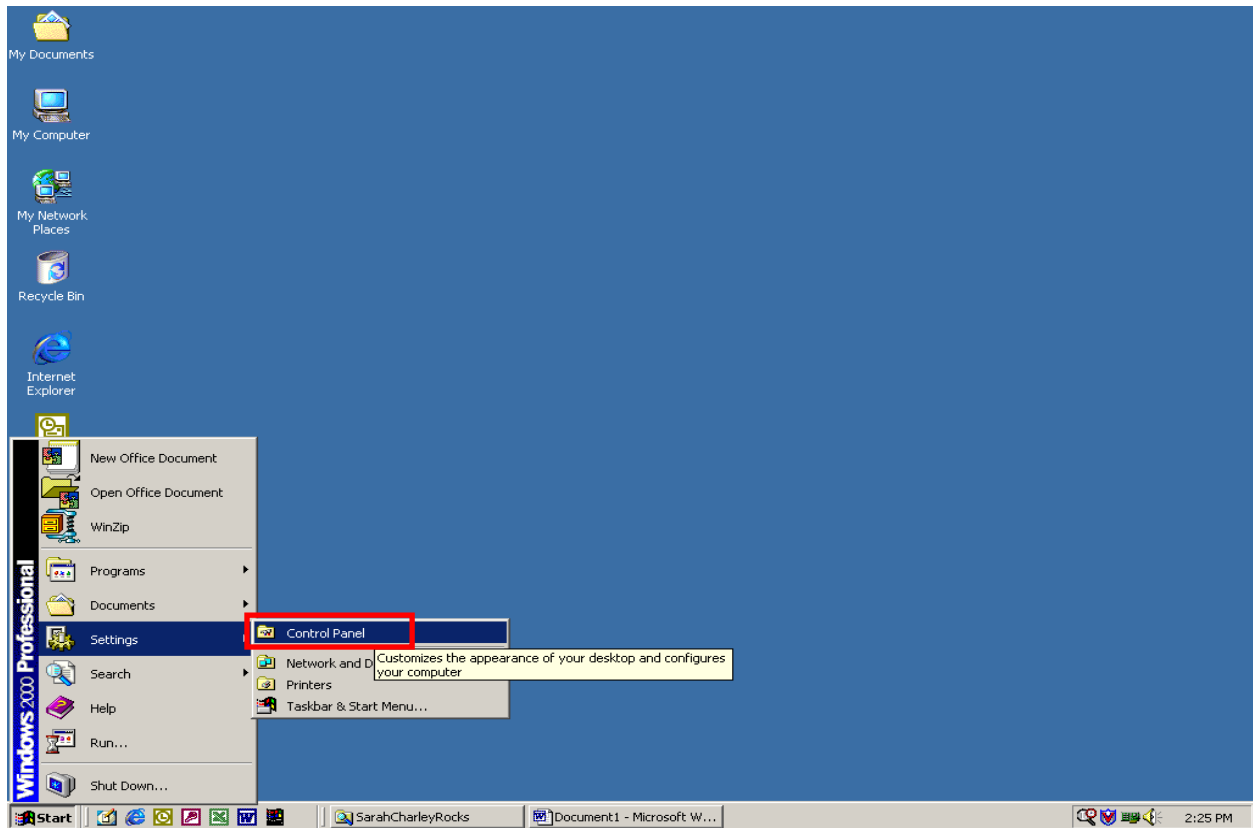 My Documents
My Computer
My Network
Places
Recycle Bin
Internet
Explorer
New Office Document
Open Office Document
WinZip
Programs
Documents
Settings
Search
Help
Run...
Shut Down...
Windows 2000 Professional
Control Panel
Network and D
Customizes the appearance of your desktop and configures
your computer
Printers
Taskbar & Start Menu...
Start
SarahCharleyRocks
Document1 - Microsoft W...
2:25 PM